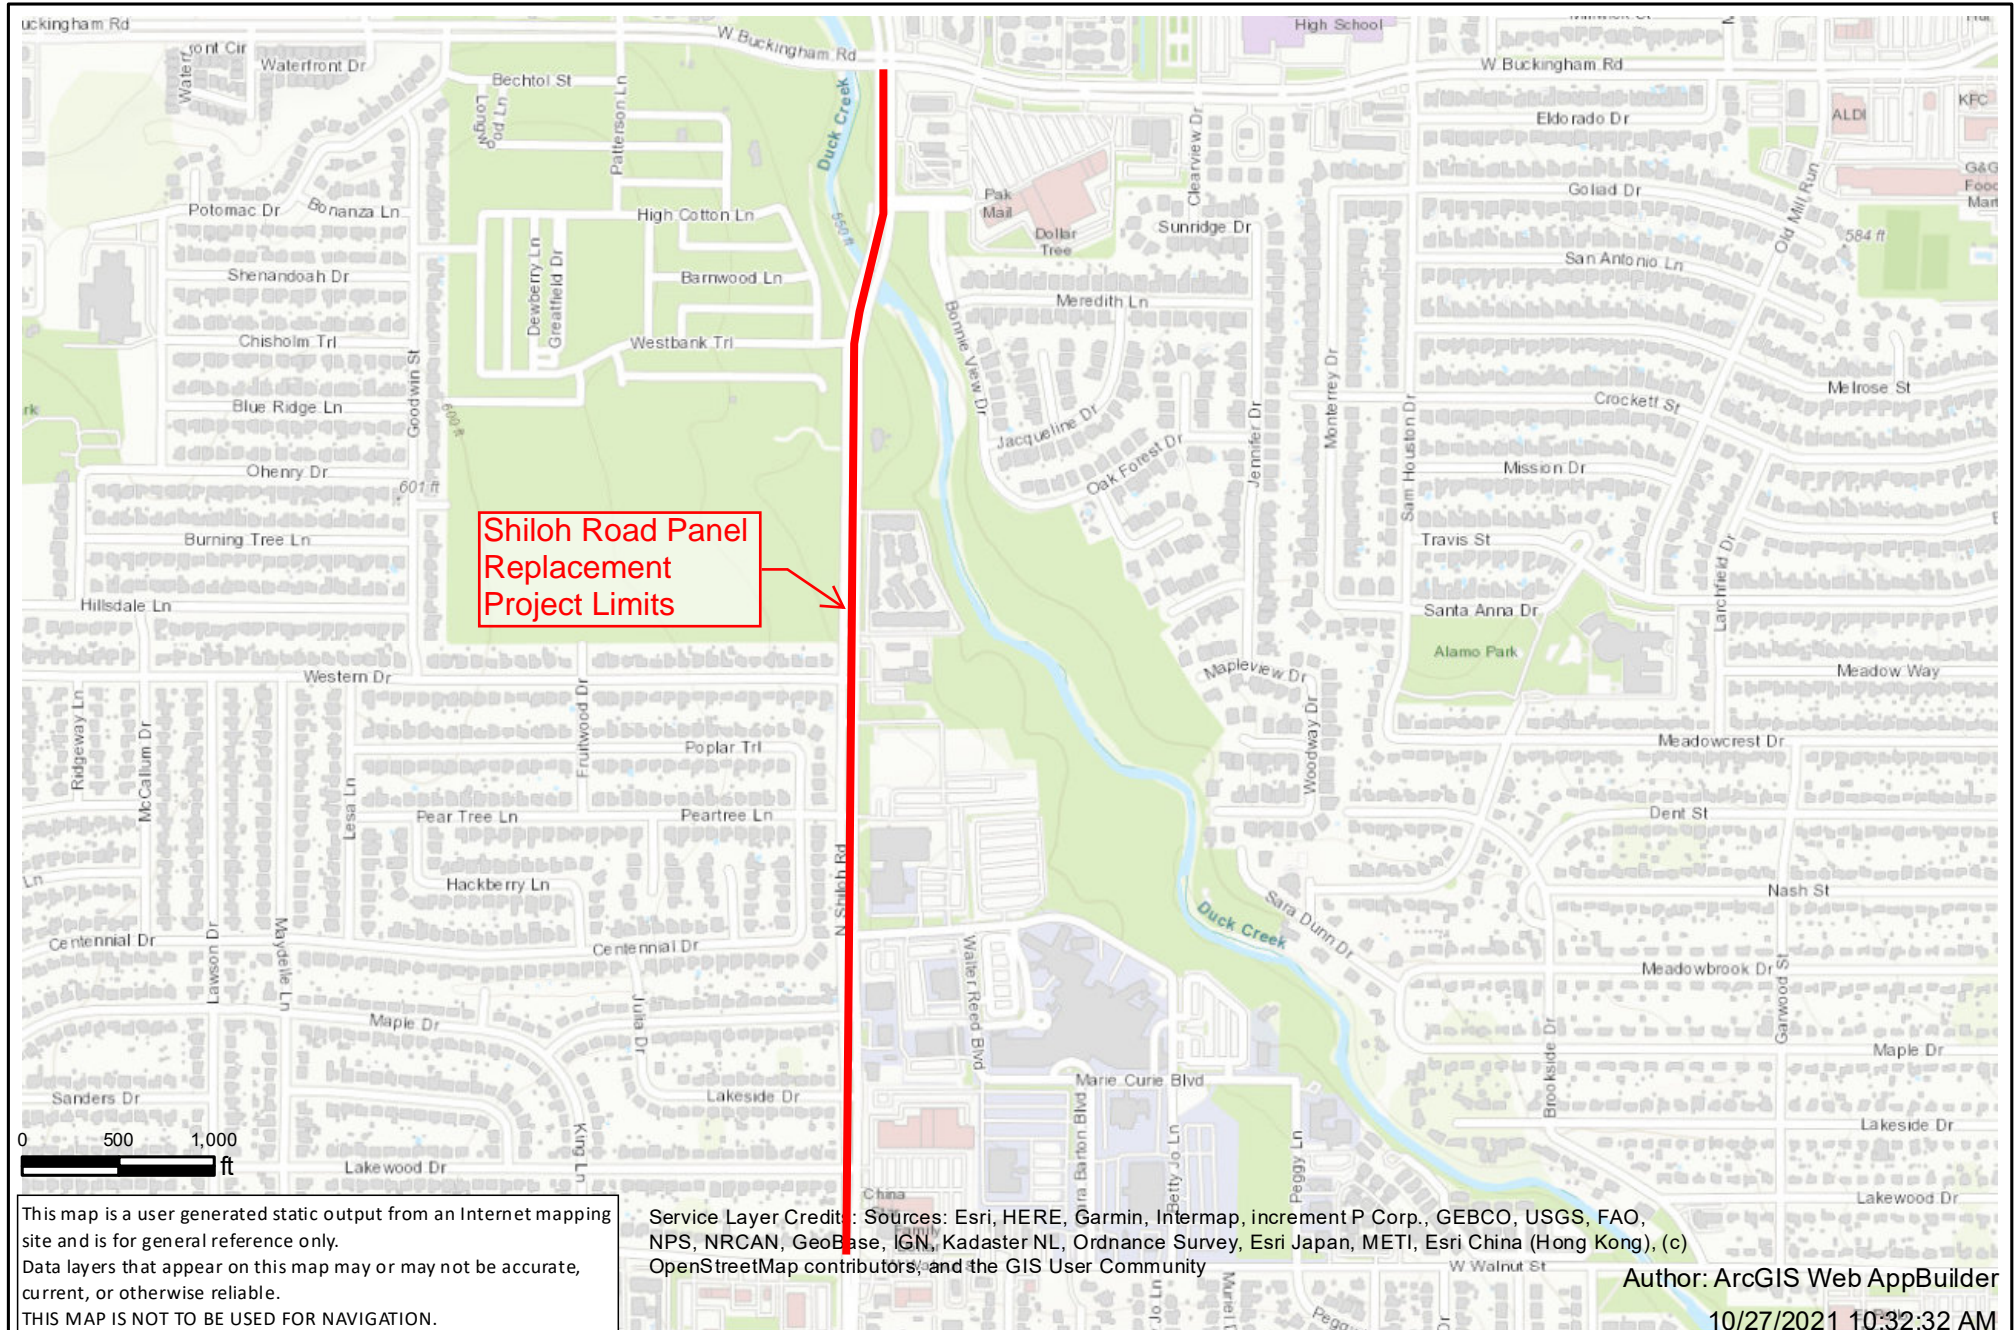 uckingham Rd
W Buckingham Rd
High School
W Buckingham Rd
Waterfront Dr
Bechtol St
Patterson Ln
Duck Creek
Eldorado Dr
ALDI
KFC
Clearview Dr
Potomac Dr
Bonanza Ln
High Cotton Ln
550 ft
Pak
Mail
Dollar
Tree
Sunridge Dr
Goliad Dr
Old Mill Run
G&G
Food
Mart
584 ft
Shenandoah Dr
Dewberry Ln
Greatfield Dr
Barnwood Ln
Meredith Ln
San Antonio Ln
Chisholm Trl
Westbank Trl
Bonnie View Dr
Goodwin St
Blue Ridge Ln
600 ft
Jacqueline Dr
Jennifer Dr
Monterrey Dr
Sam Houston Dr
Crockett St
Melrose St
Ohenry Dr
601 ft
Oak Forest Dr
Mission Dr
Burning Tree Ln
Shiloh Road Panel
Replacement
Project Limits
Travis St
Larchfield Dr
Hillsdale Ln
Santa Anna Dr
Alamo Park
Western Dr
Mapleview Dr
Meadow Way
Ridgeway Ln
McCallum Dr
Fruitwood Dr
Poplar Trl
Woodway Dr
Meadowcrest Dr
Lesa Ln
Pear Tree Ln
Peartree Ln
Dent St
N Shiloh Rd
Hackberry Ln
Ln
Nash St
Sara Dunn Dr
Duck Creek
Centennial Dr
Lawson Dr
Maydelle Ln
Centennial Dr
Walter Reed Blvd
Meadowbrook Dr
Garwood St
Maple Dr
Julia Dr
Brookside Dr
Maple Dr
Marie Curie Blvd
Sanders Dr
Lakeside Dr
Lakeside Dr
0 500 1,000
ft
Lakewood Dr
King Ln
Betty Jo Ln
Peggy Ln
Lakewood Dr
China
W Walnut St
This map is a user generated static output from an Internet mapping
site and is for general reference only.
Data layers that appear on this map may or may not be accurate,
current, or otherwise reliable.
THIS MAP IS NOT TO BE USED FOR NAVIGATION.
Service Layer Credits: Sources: Esri, HERE, Garmin, Intermap, increment P Corp., GEBCO, USGS, FAO,
NPS, NRCAN, GeoBase, IGN, Kadaster NL, Ordnance Survey, Esri Japan, METI, Esri China (Hong Kong), (c)
OpenStreetMap contributors, and the GIS User Community
Author: ArcGIS Web AppBuilder
10/27/2021 10:32:32 AM